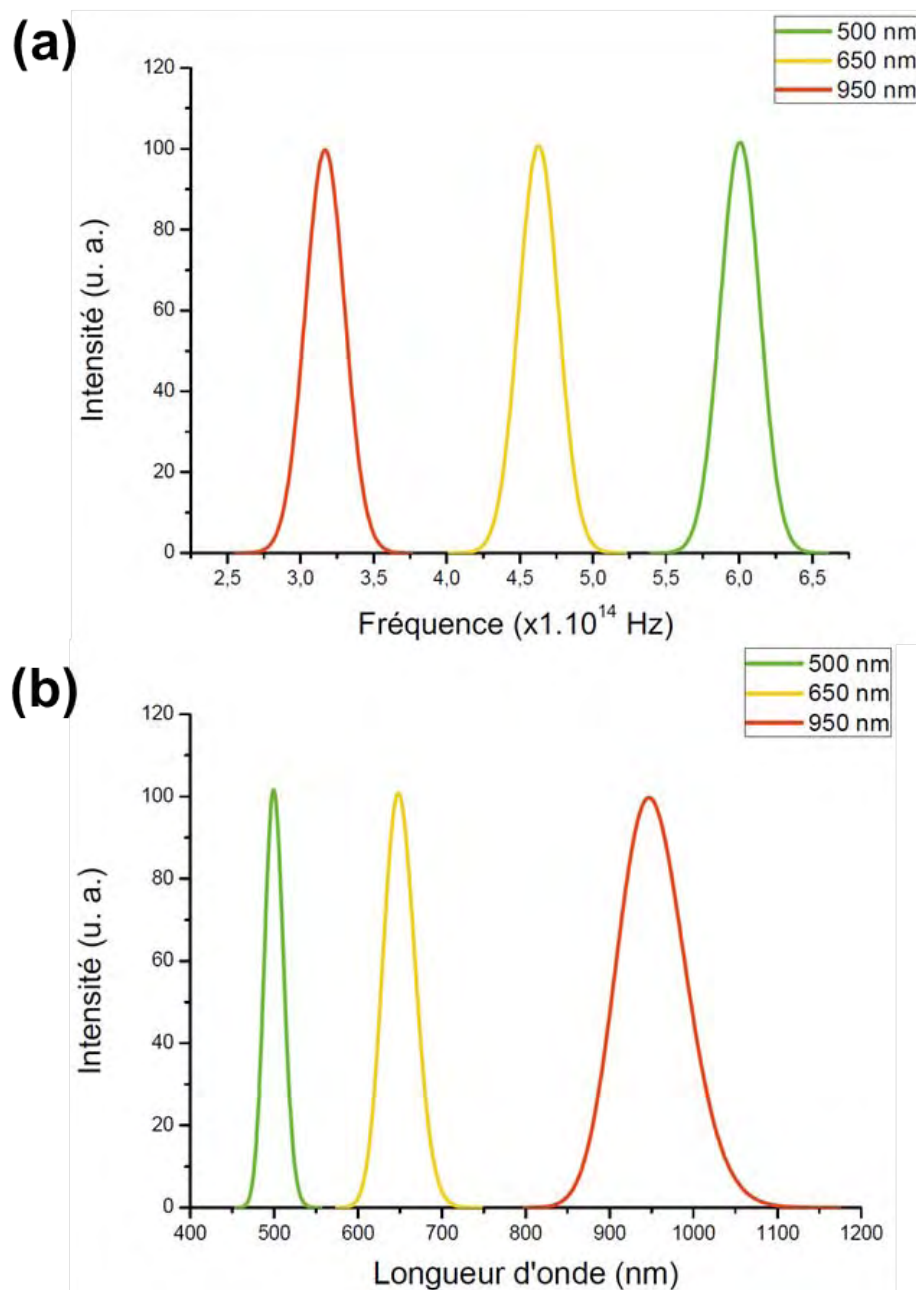 (a)
500 nm
650 nm
950 nm
120
100
80
60
40
20
0
Intensité (u. a.)
2,5 3,0 3,5 4,0 4,5 5,0 5,5 6,0 6,5
Fréquence (x1.10¹⁴ Hz)
(b)
500 nm
650 nm
950 nm
120
100
80
60
40
20
0
Intensité (u. a.)
400 500 600 700 800 900 1000 1100 1200
Longueur d'onde (nm)